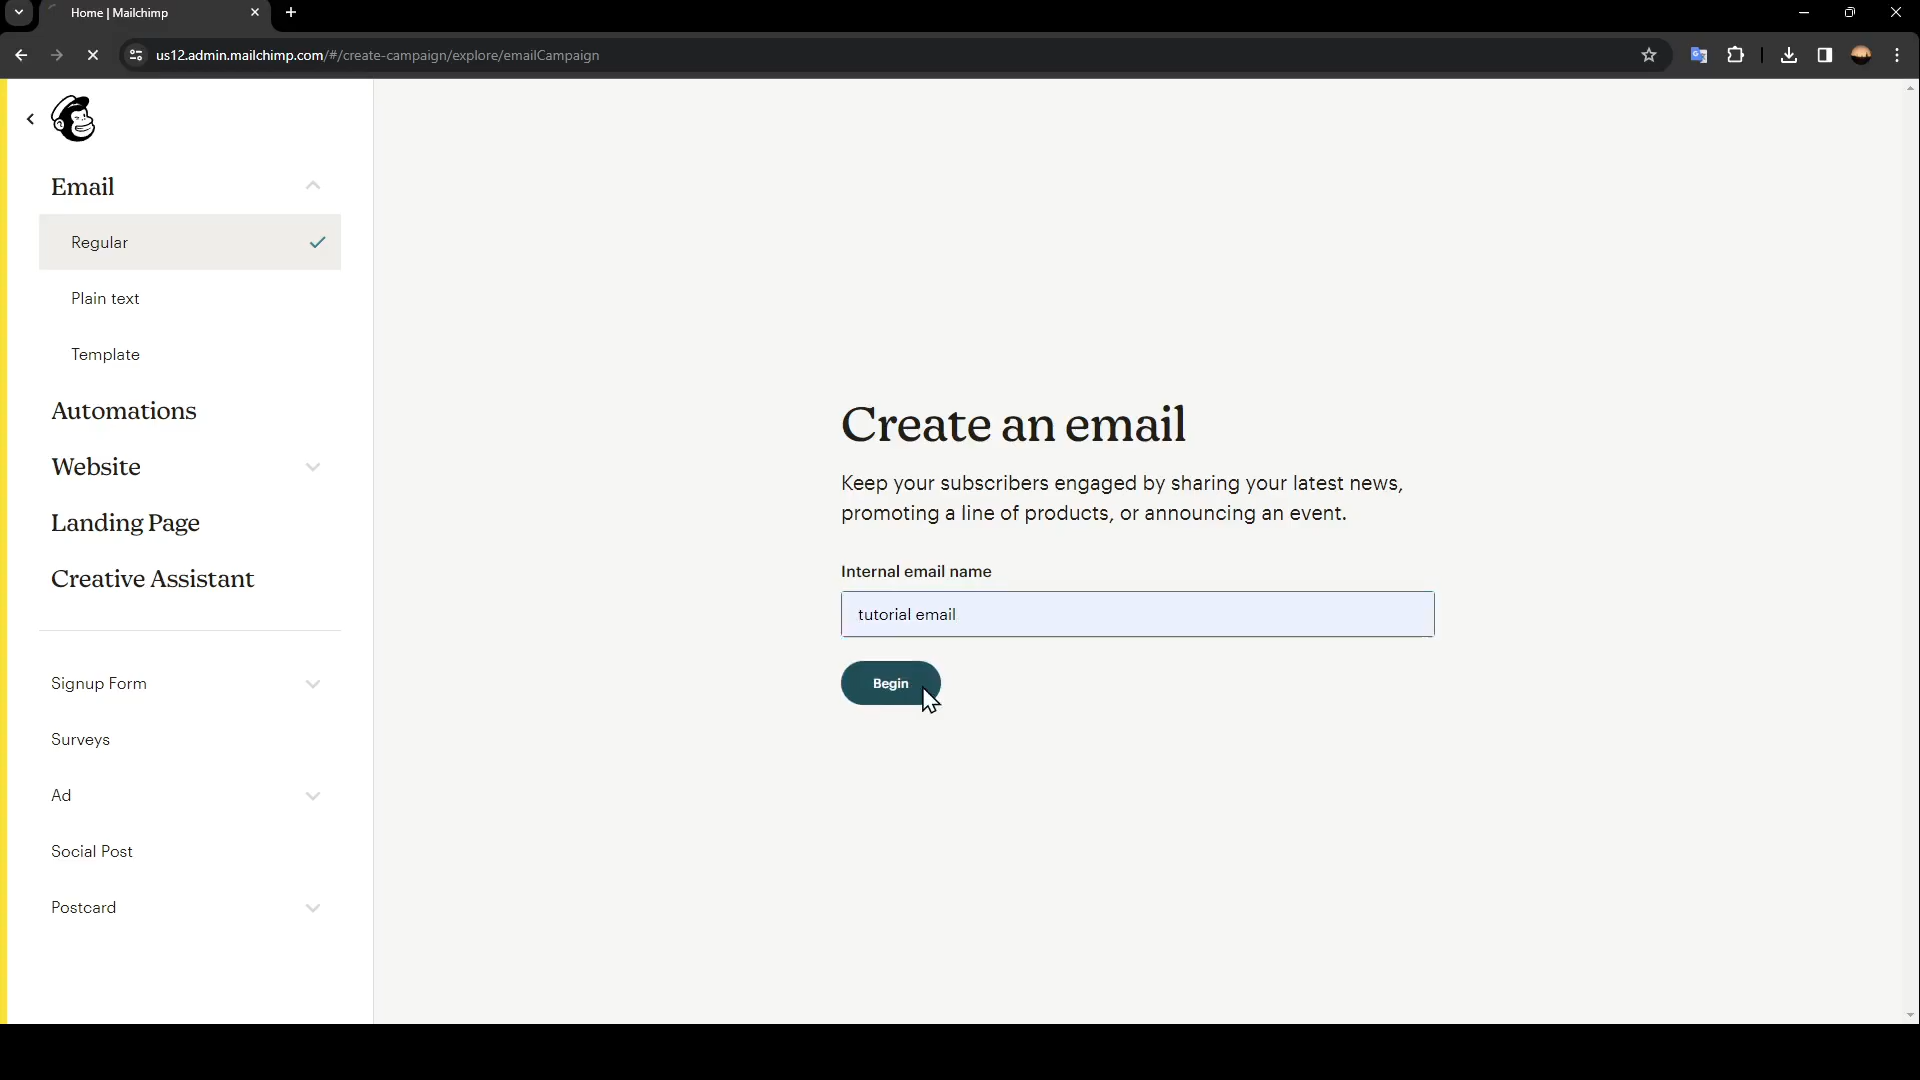 Home | Mailchimp
us12.admin.mailchimp.com/#/create-campaign/explore/emailCampaign
Email
Regular
Plain text
Template
Automations
Website
Landing Page
Creative Assistant
Signup Form
Surveys
Ad
Social Post
Postcard
Create an email
Keep your subscribers engaged by sharing your latest news,
promoting a line of products, or announcing an event.
Internal email name
tutorial email
Begin